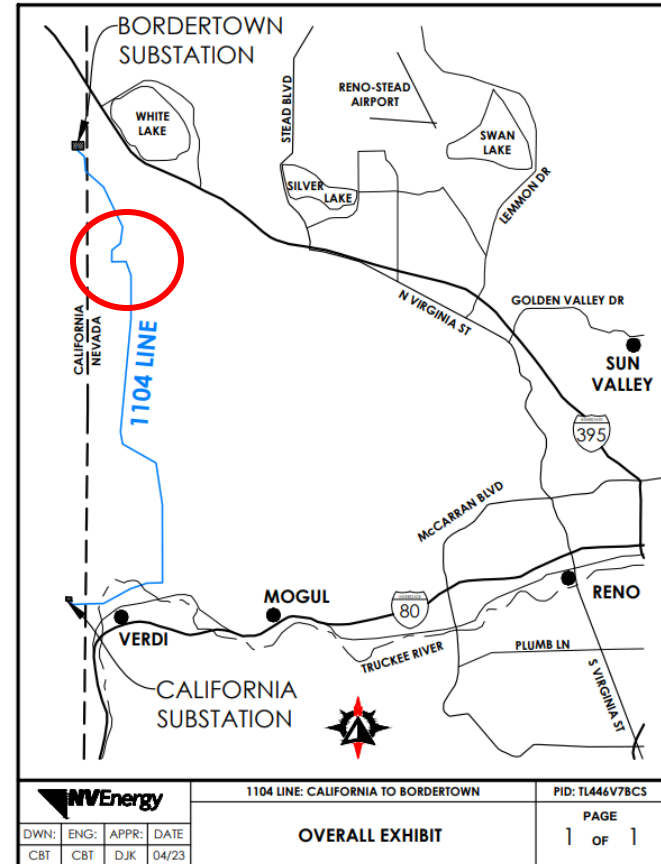 BORDERTOWN
SUBSTATION
WHITE
LAKE
STEAD BLVD
RENO-STEAD
AIRPORT
SWAN
LAKE
SILVER
LAKE
LEMMON DR
N VIRGINIA ST
GOLDEN VALLEY DR
SUN
VALLEY
CALIFORNIA
NEVADA
1104 LINE
INTERSTATE
395
McCARRAN BLVD
MOGUL
INTERSTATE
80
RENO
VERDI
TRUCKEE RIVER
PLUMB LN
S VIRGINIA ST
CALIFORNIA
SUBSTATION
NVEnergy
1104 LINE: CALIFORNIA TO BORDERTOWN
PID: TL446V7BCS
DWN: ENG: APPR: DATE
CBT CBT DJK 04/23
OVERALL EXHIBIT
PAGE
1 OF 1